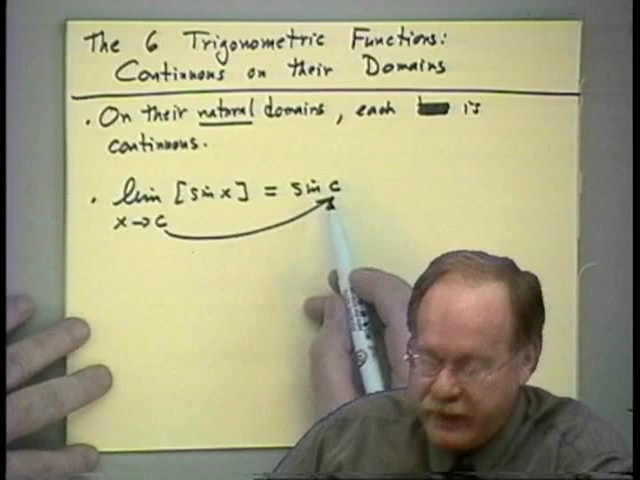 The 6 Trigonometric Functions:
Continuous on their Domains
• On their natural domains, each is
continuous.
• lim [sin x] = sin c
x→c